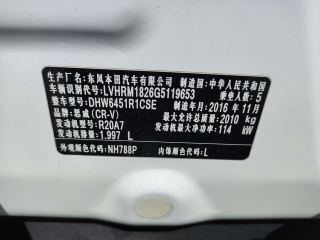 生产厂名:东风本田汽车有限公司 制造国:中华人民共和国
车辆识别代号:LVHRM1826G5119653 乘坐人数:5
整车型号:DHW6451R1CSE 制造年月:2016 年 11 月
车辆品牌:思威(CR-V) 最大允许总质量:2010 kg
发动机型号:R20A7 发动机最大净功率:114 kW
发动机排量:1.997 L
外观颜色代码:NH788P 内饰颜色代码:L